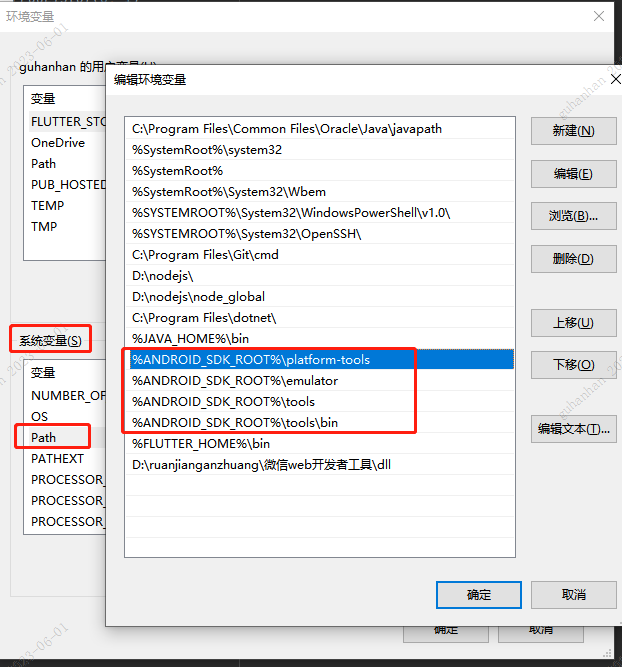 环境变量
guhanhan 的用户变量(U)
变量
FLUTTER_STO
OneDrive
Path
PUB_HOSTED
TEMP
TMP
系统变量(S)
变量
NUMBER_OF
OS
Path
PATHEXT
PROCESSOR_
PROCESSOR_
PROCESSOR_
确定
取消
编辑环境变量
C:\Program Files\Common Files\Oracle\Java\javapath
%SystemRoot%\system32
%SystemRoot%
%SystemRoot%\System32\Wbem
%SYSTEMROOT%\System32\WindowsPowerShell\v1.0\
%SYSTEMROOT%\System32\OpenSSH\
C:\Program Files\Git\cmd
D:\nodejs\
D:\nodejs\node_global
C:\Program Files\dotnet\
%JAVA_HOME%\bin
%ANDROID_SDK_ROOT%\platform-tools
%ANDROID_SDK_ROOT%\emulator
%ANDROID_SDK_ROOT%\tools
%ANDROID_SDK_ROOT%\tools\bin
%FLUTTER_HOME%\bin
D:\ruanjianganzhuang\微信web开发者工具\dll
新建(N)
编辑(E)
浏览(B)...
删除(D)
上移(U)
下移(O)
编辑文本(T)...
确定
取消